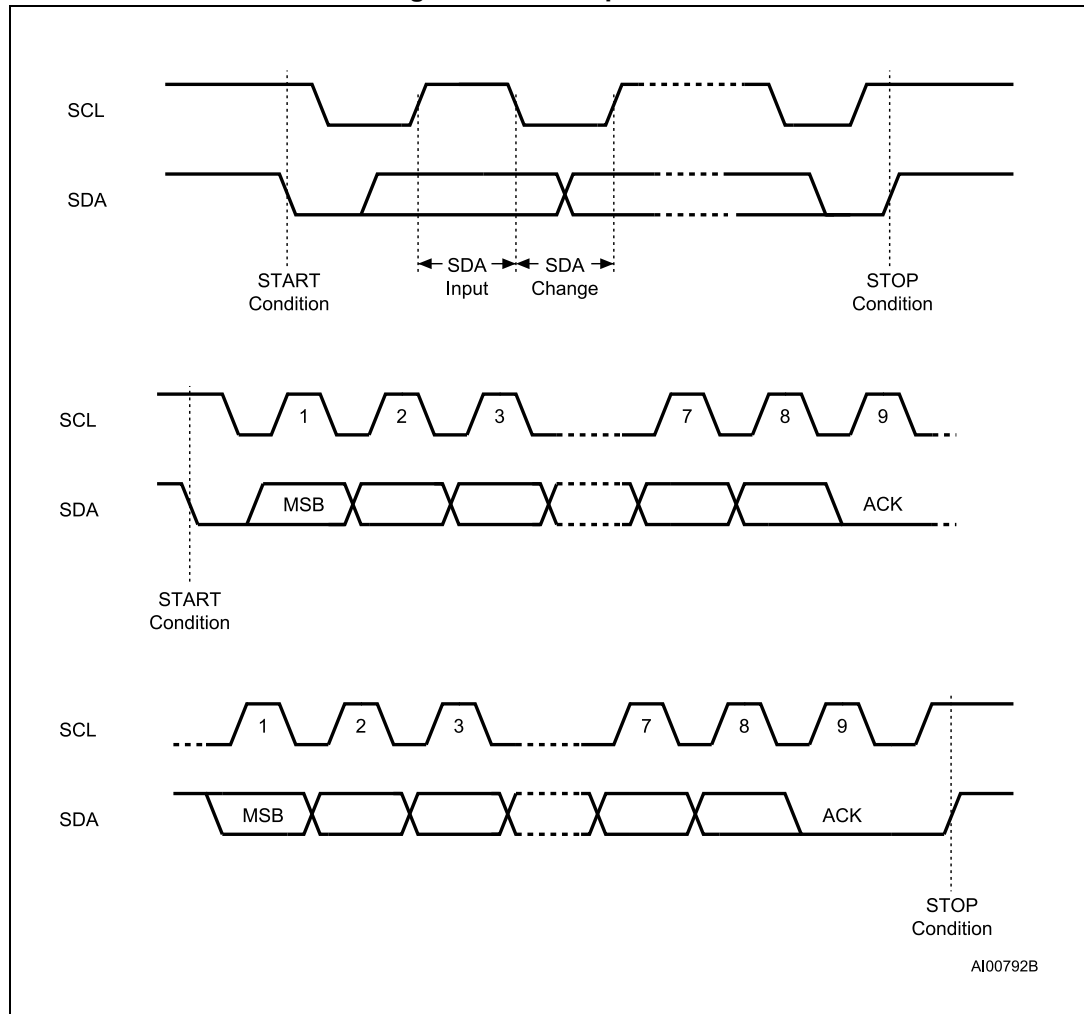 SCL
SDA
SDA
Input
SDA
Change
START
Condition
STOP
Condition
SCL
1
2
3
7
8
9
SDA
MSB
ACK
START
Condition
SCL
1
2
3
7
8
9
SDA
MSB
ACK
STOP
Condition
AI00792B